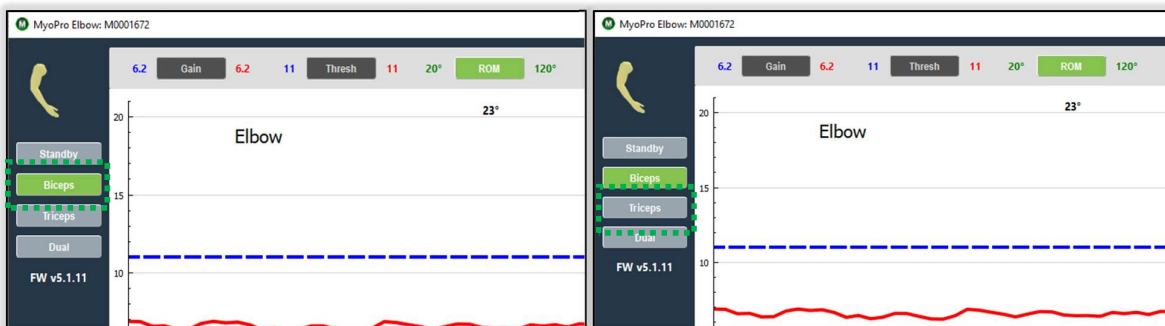 M MyoPro Elbow: M0001672
6.2 Gain 6.2 11 Thresh 11 20° ROM 120°
23°
20
Elbow
Standby
Biceps
15
Triceps
Dual
FW v5.1.11
10
M MyoPro Elbow: M0001672
6.2 Gain 6.2 11 Thresh 11 20° ROM 120°
23°
20
Elbow
Standby
Biceps
15
Triceps
Dual
FW v5.1.11
10